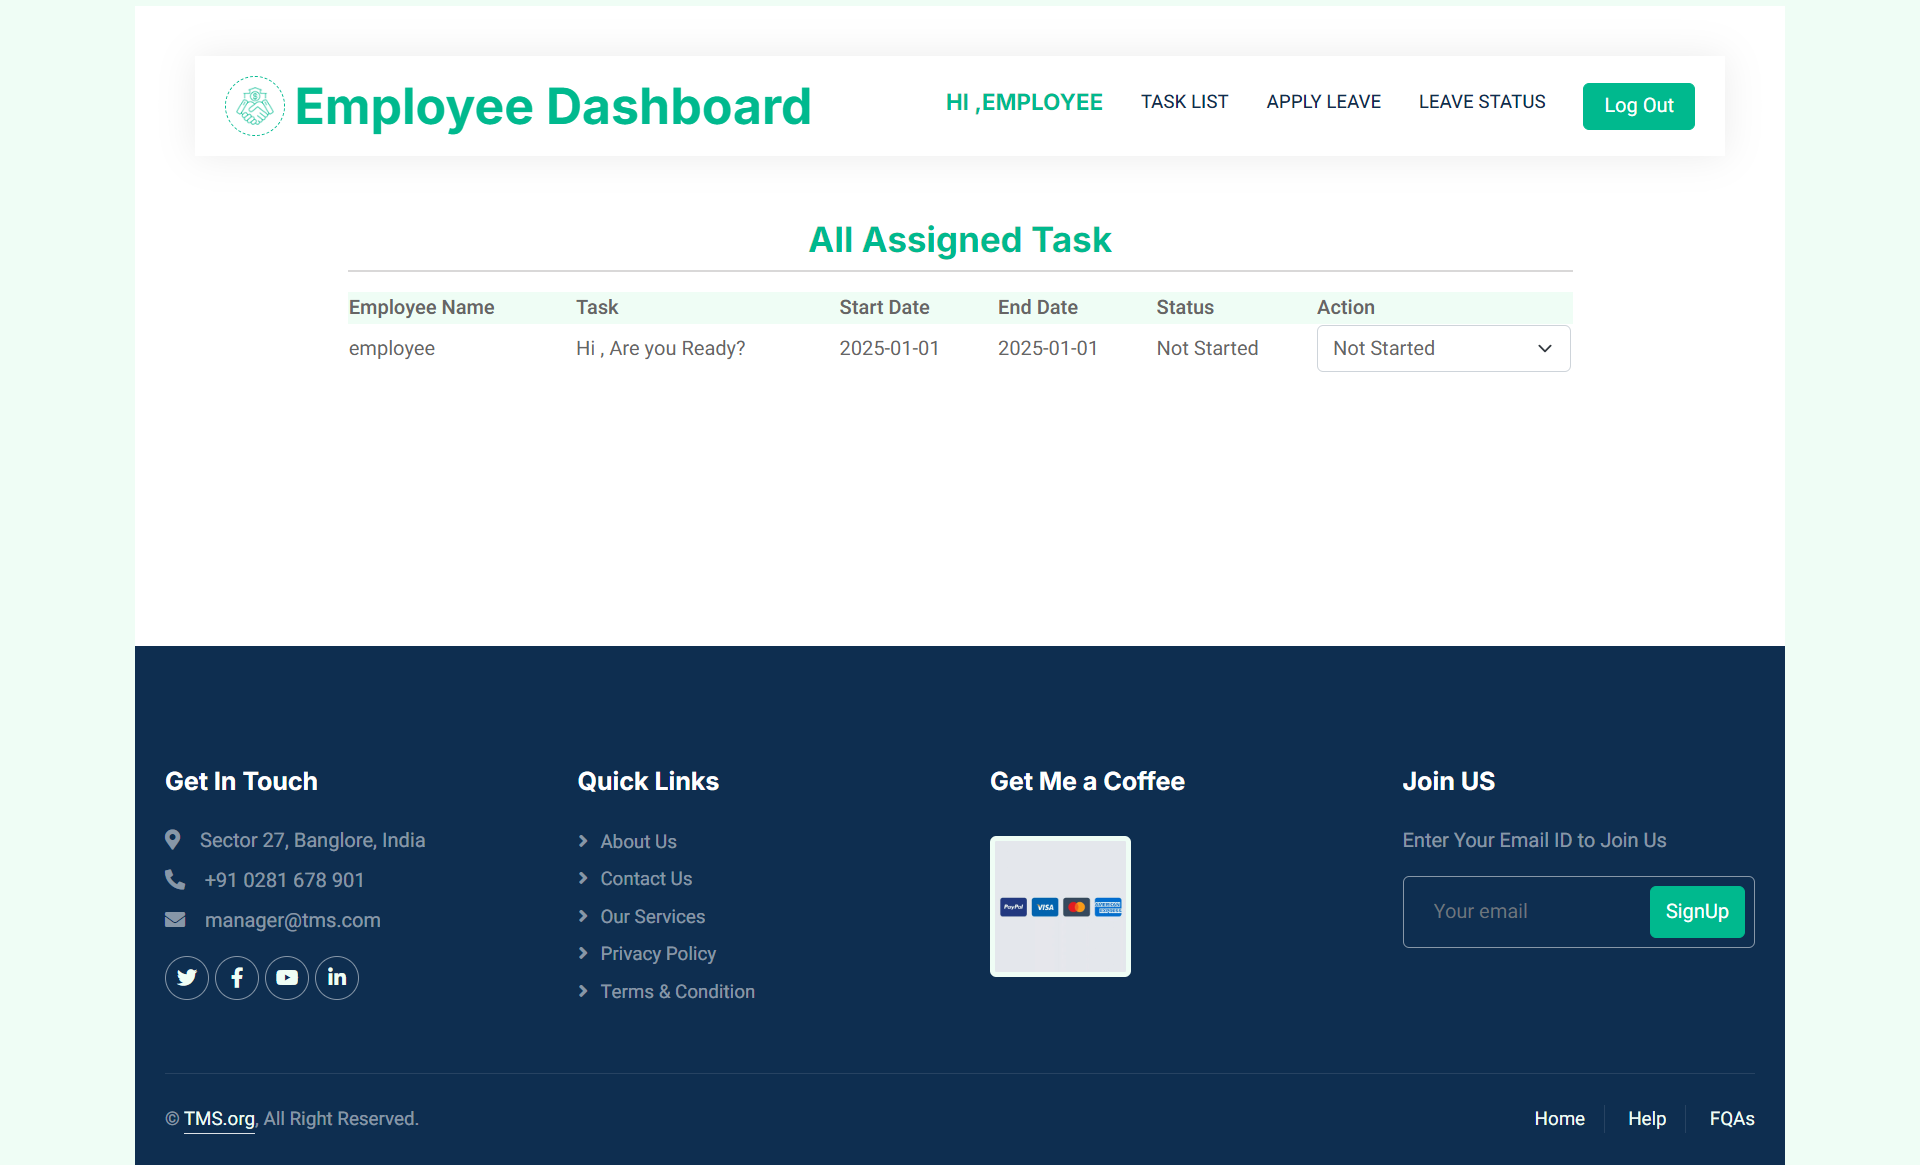 Employee Dashboard
HI ,EMPLOYEE
TASK LIST
APPLY LEAVE
LEAVE STATUS
Log Out
All Assigned Task
Employee Name Task Start Date End Date Status Action
employee Hi , Are you Ready? 2025-01-01 2025-01-01 Not Started Not Started
Get In Touch
Sector 27, Banglore, India
+91 0281 678 901
manager@tms.com
Quick Links
About Us
Contact Us
Our Services
Privacy Policy
Terms & Condition
Get Me a Coffee
PayPal VISA AMERICAN EXPRESS
Join US
Enter Your Email ID to Join Us
Your email SignUp
© TMS.org, All Right Reserved.
Home Help FQAs